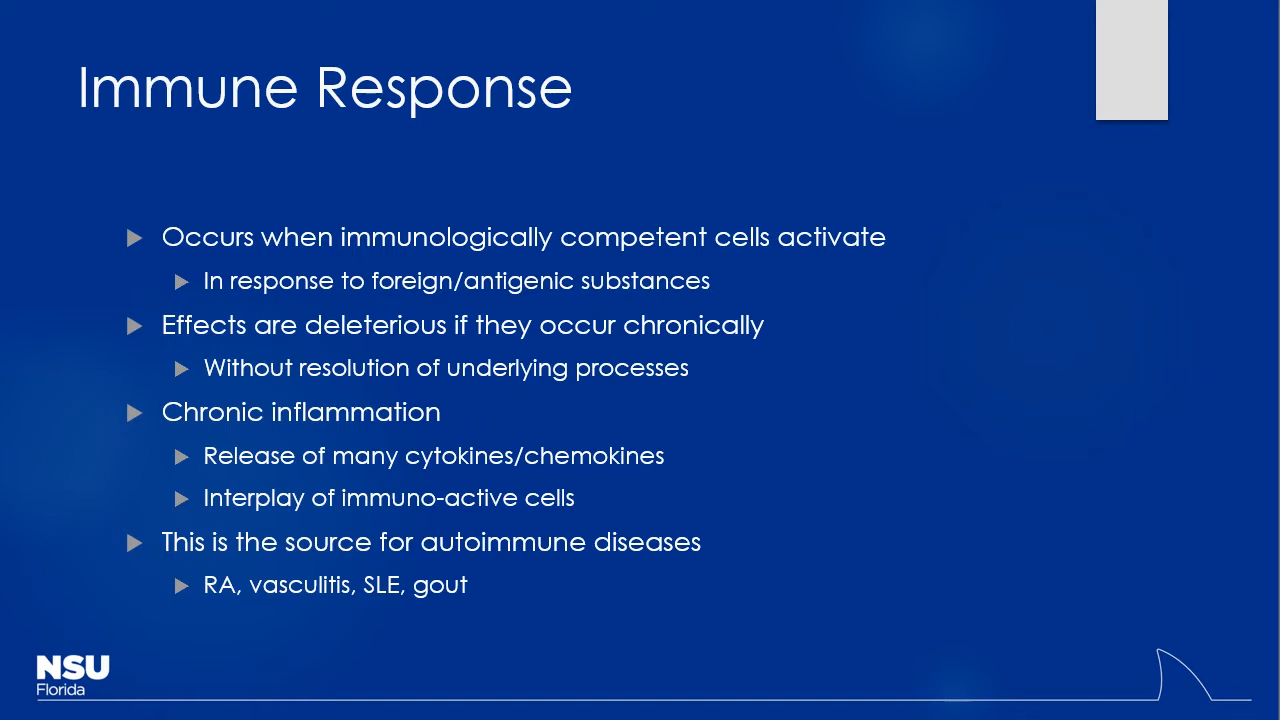 Immune Response
Occurs when immunologically competent cells activate
In response to foreign/antigenic substances
Effects are deleterious if they occur chronically
Without resolution of underlying processes
Chronic inflammation
Release of many cytokines/chemokines
Interplay of immuno-active cells
This is the source for autoimmune diseases
RA, vasculitis, SLE, gout
NSU
Florida